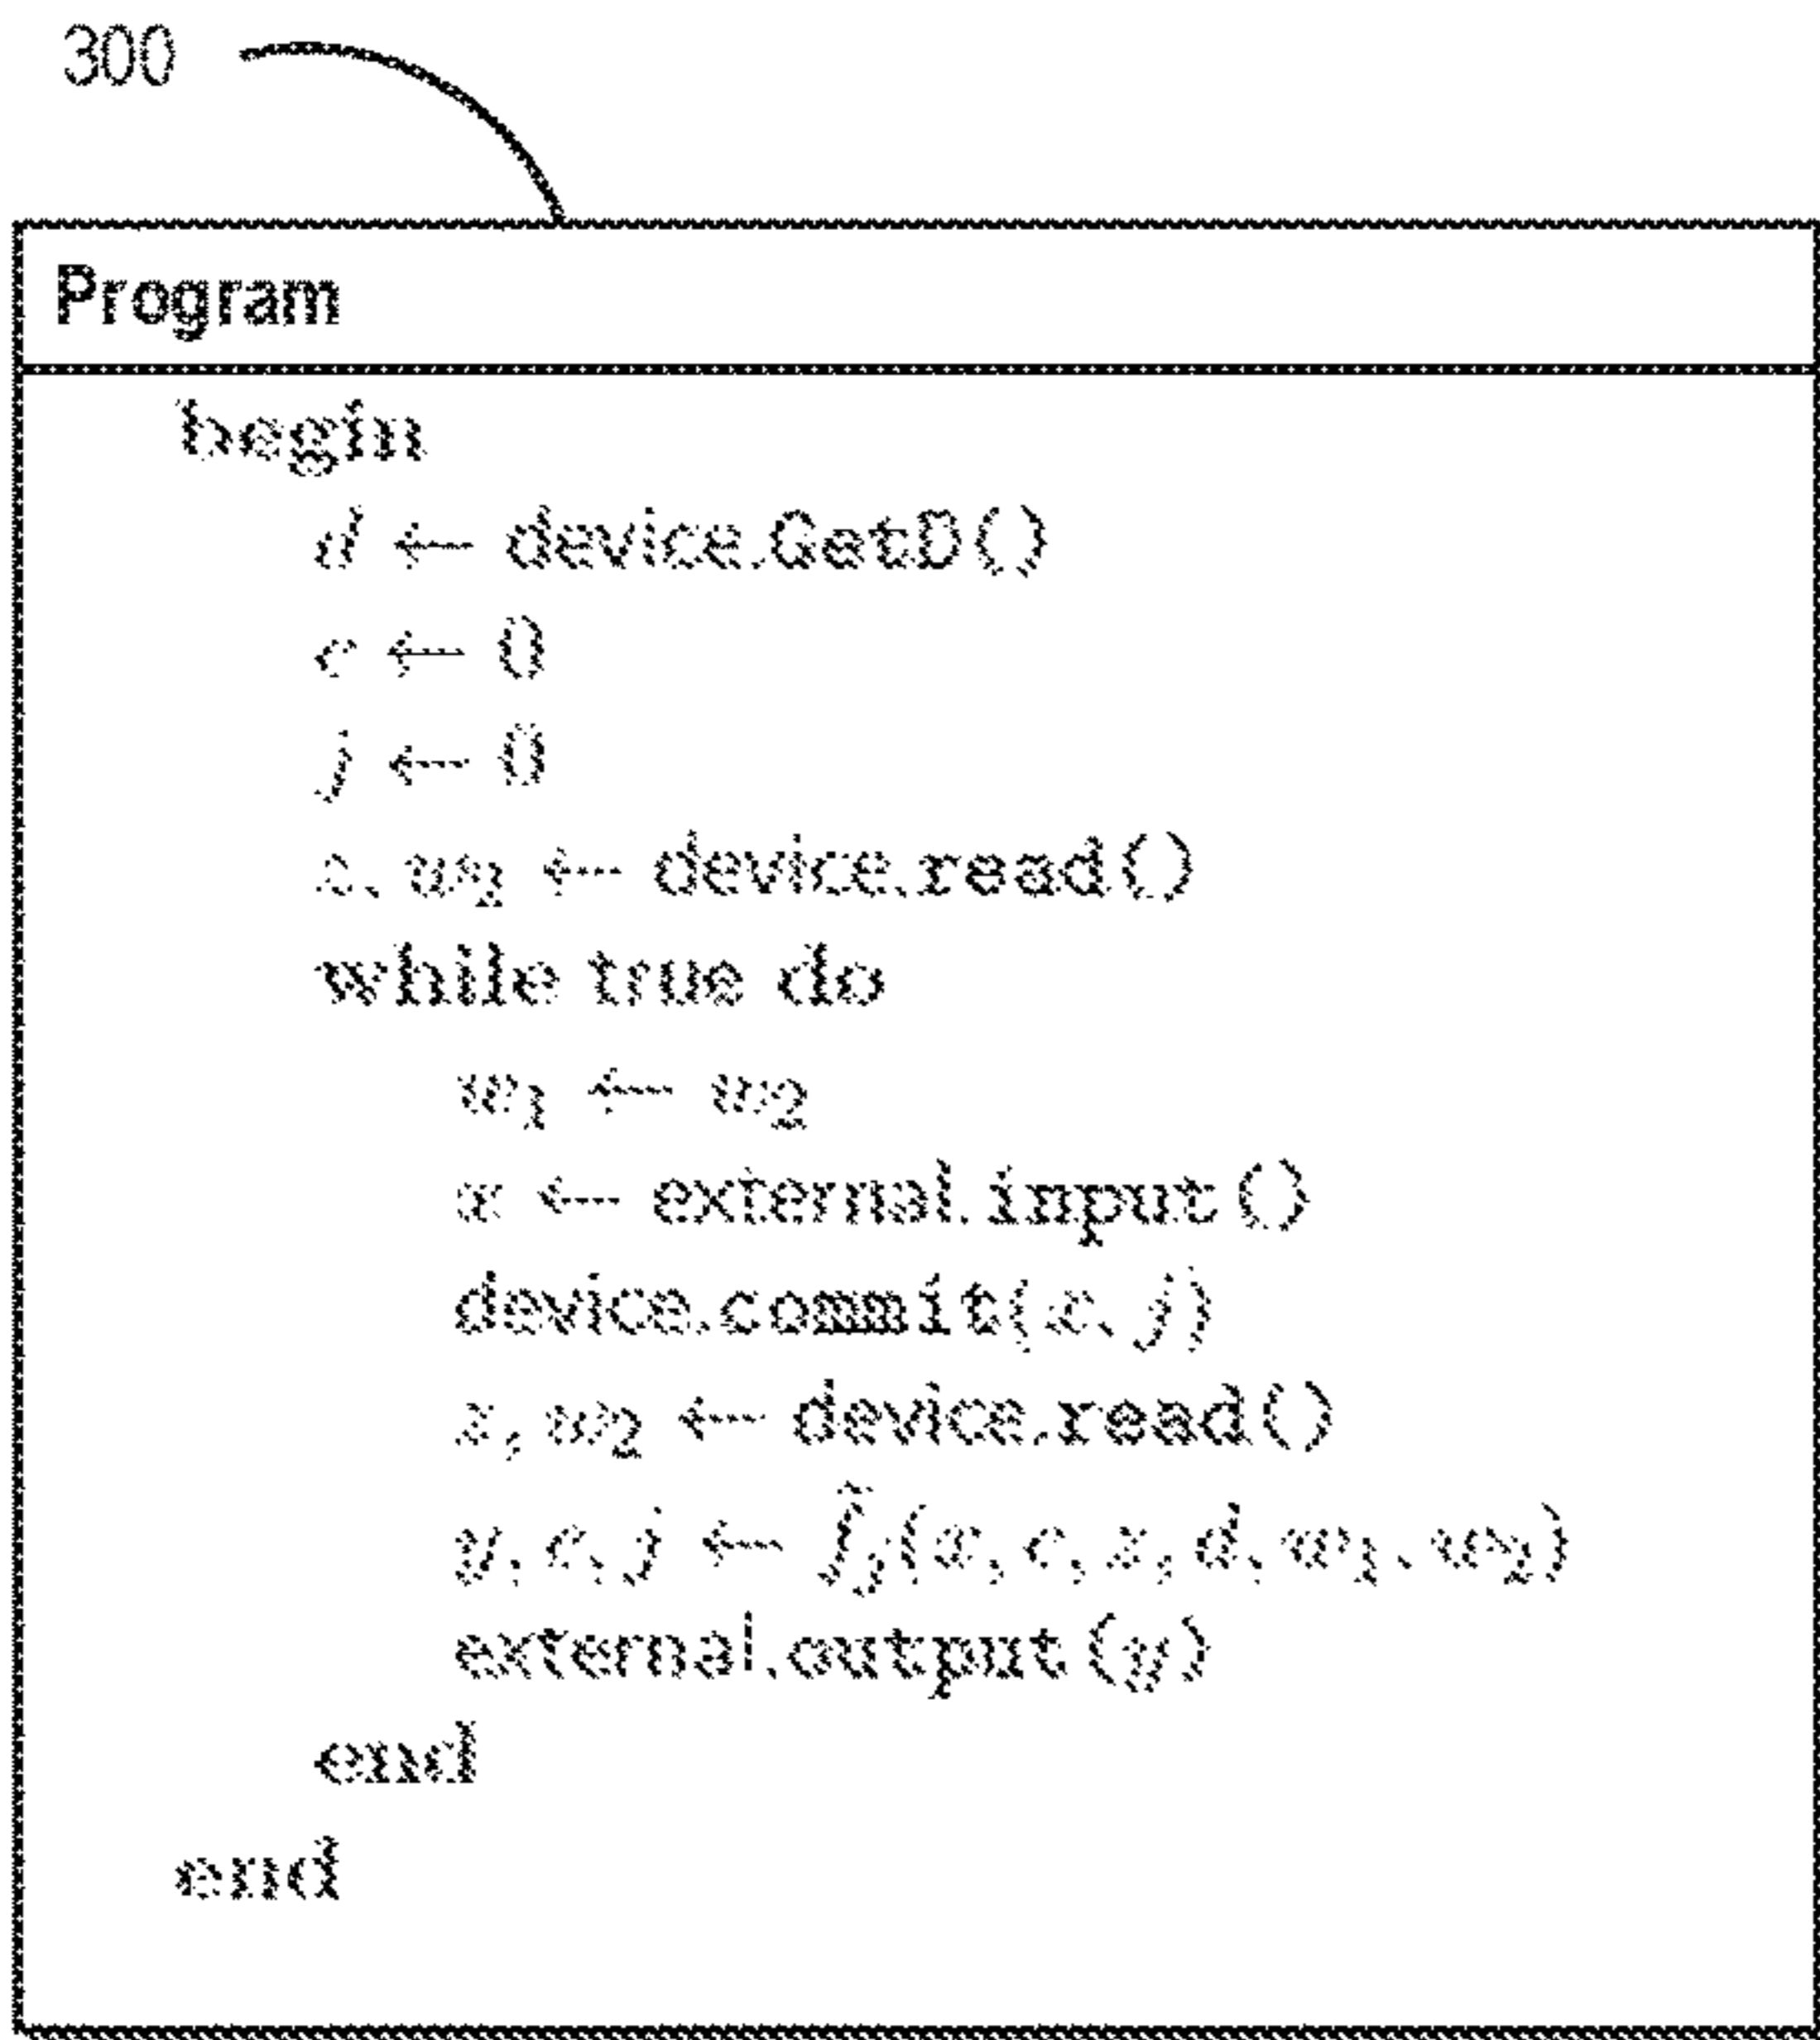 300
Program
begin
d ← device.GetD()
c ← 0
j ← 0
z, w₂ ← device.read()
while true do
w₁ ← w₂
x ← external.input()
device.commit(x, j)
z, w₂ ← device.read()
y, c, j ← f̃ⱼ(x, c, z, d, w₁, w₂)
external.output(y)
end
end